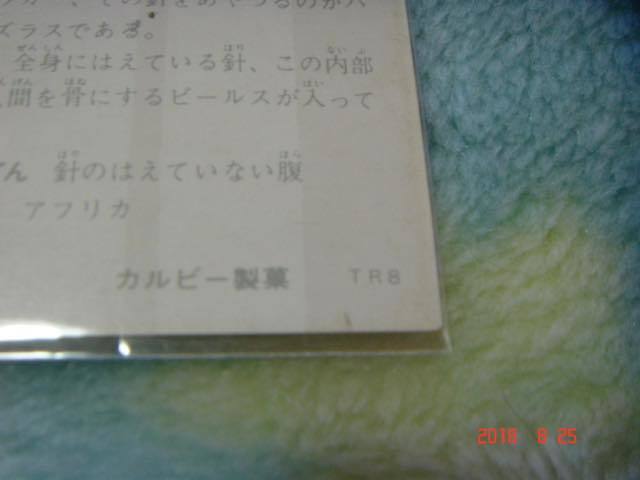 ズラスである。
全身にはえている針、この内部
間を骨にするビールスが入って
針のはえていない腹
アフリカ
カルビー製菓 TR8
2018 8 25